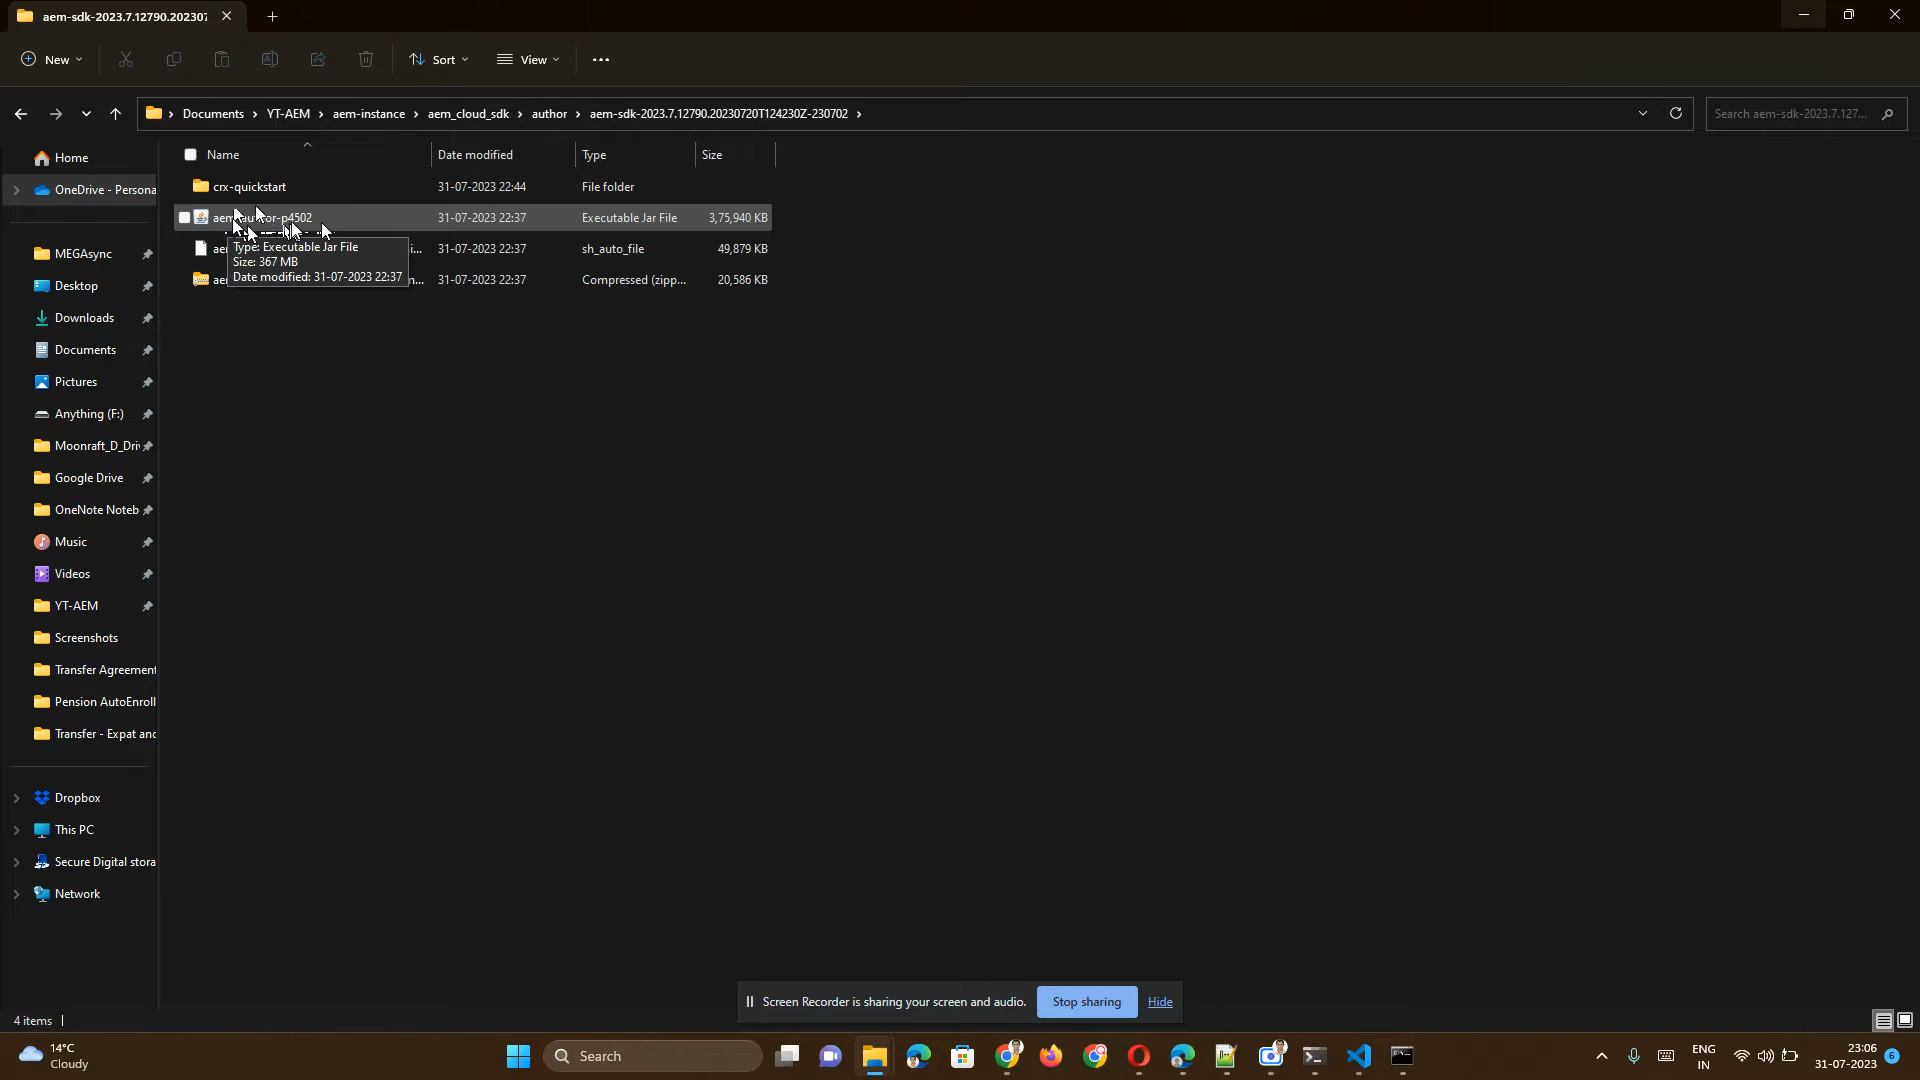 aem-sdk-2023.7.12790.20230
New
Sort
View
Documents > YT-AEM > aem-instance > aem_cloud_sdk > author > aem-sdk-2023.7.12790.20230720T124230Z-230702 >
Search aem-sdk-2023.7.127...
Name Date modified Type Size
crx-quickstart 31-07-2023 22:44 File folder
31-07-2023 22:37 Executable Jar File 3,75,940 KB
31-07-2023 22:37 sh_auto_file 49,879 KB
31-07-2023 22:37 Compressed (zipp... 20,586 KB
Type: Executable Jar File
Size: 367 MB
Date modified: 31-07-2023 22:37
Home
OneDrive - Persona
MEGAsync
Desktop
Downloads
Documents
Pictures
Anything (F:)
Moonraft_D_Dri
Google Drive
OneNote Noteb
Music
Videos
YT-AEM
Screenshots
Transfer Agreement
Pension AutoEnroll
Transfer - Expat and
Dropbox
This PC
Secure Digital stora
Network
Screen Recorder is sharing your screen and audio. Stop sharing Hide
4 items
14°C
Cloudy
Search
ENG
IN
23:06
31-07-2023
6